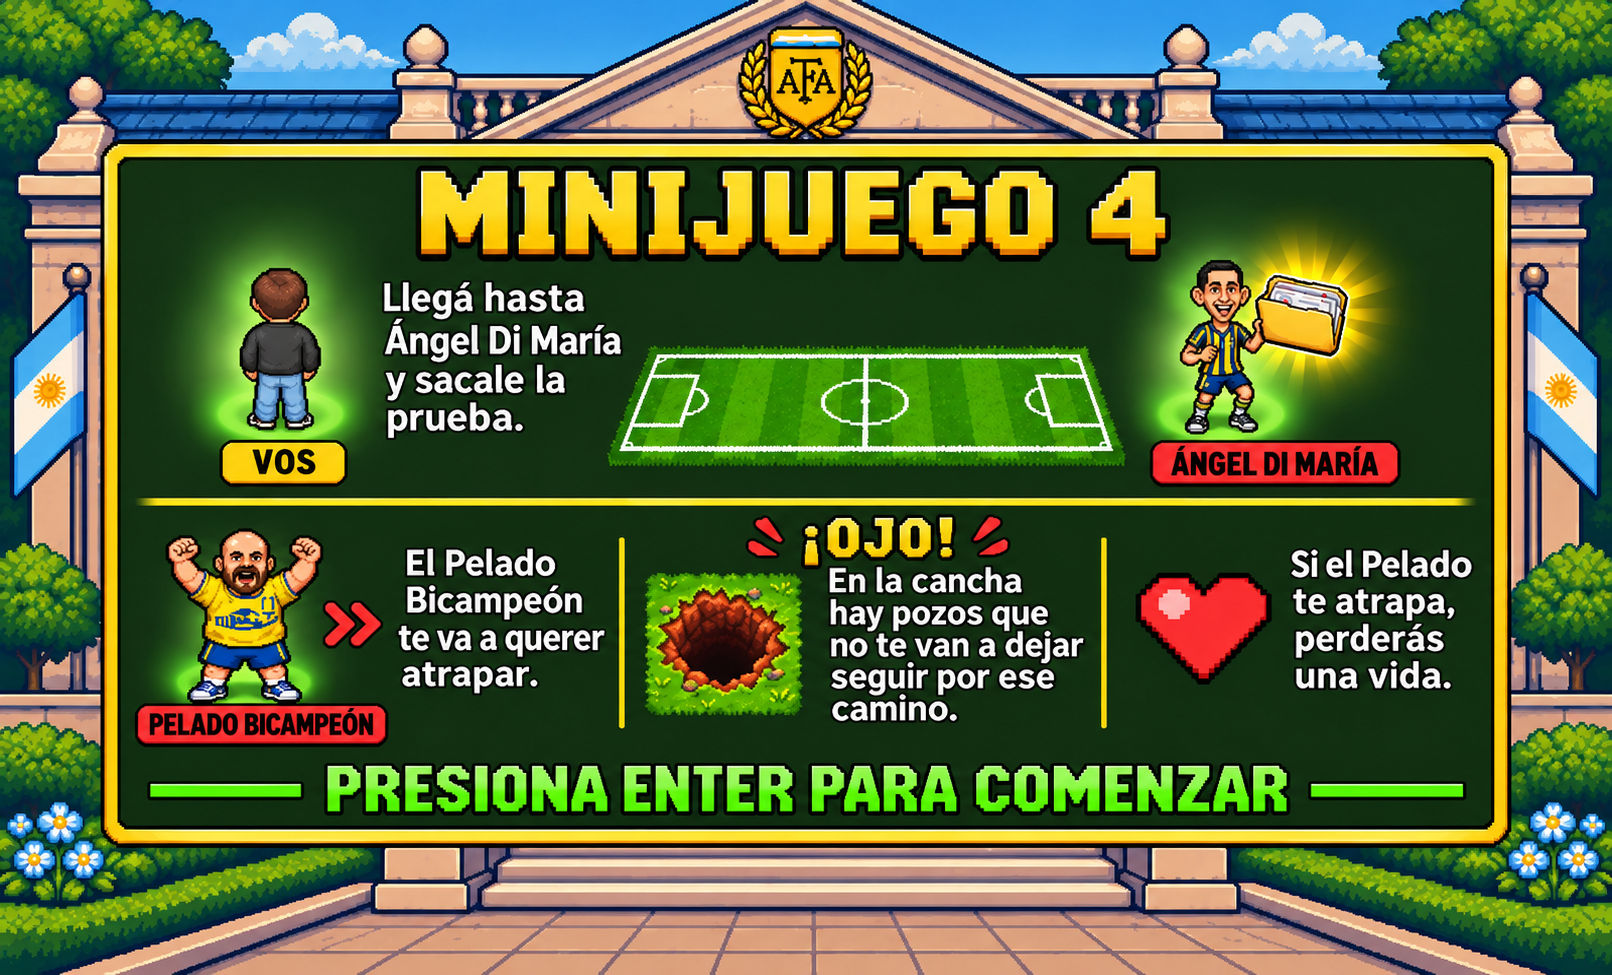 AFA
MINIJUEGO 4
Llegá hasta
Ángel Di María
y sacale la
prueba.
VOS
ÁNGEL DI MARÍA
El Pelado
Bicampeón
te va a querer
atrapar.
PELADO BICAMPEÓN
¡OJO!
En la cancha
hay pozos que
no te van a dejar
seguir por ese
camino.
Si el Pelado
te atrapa,
perderás
una vida.
PRESIONA ENTER PARA COMENZAR